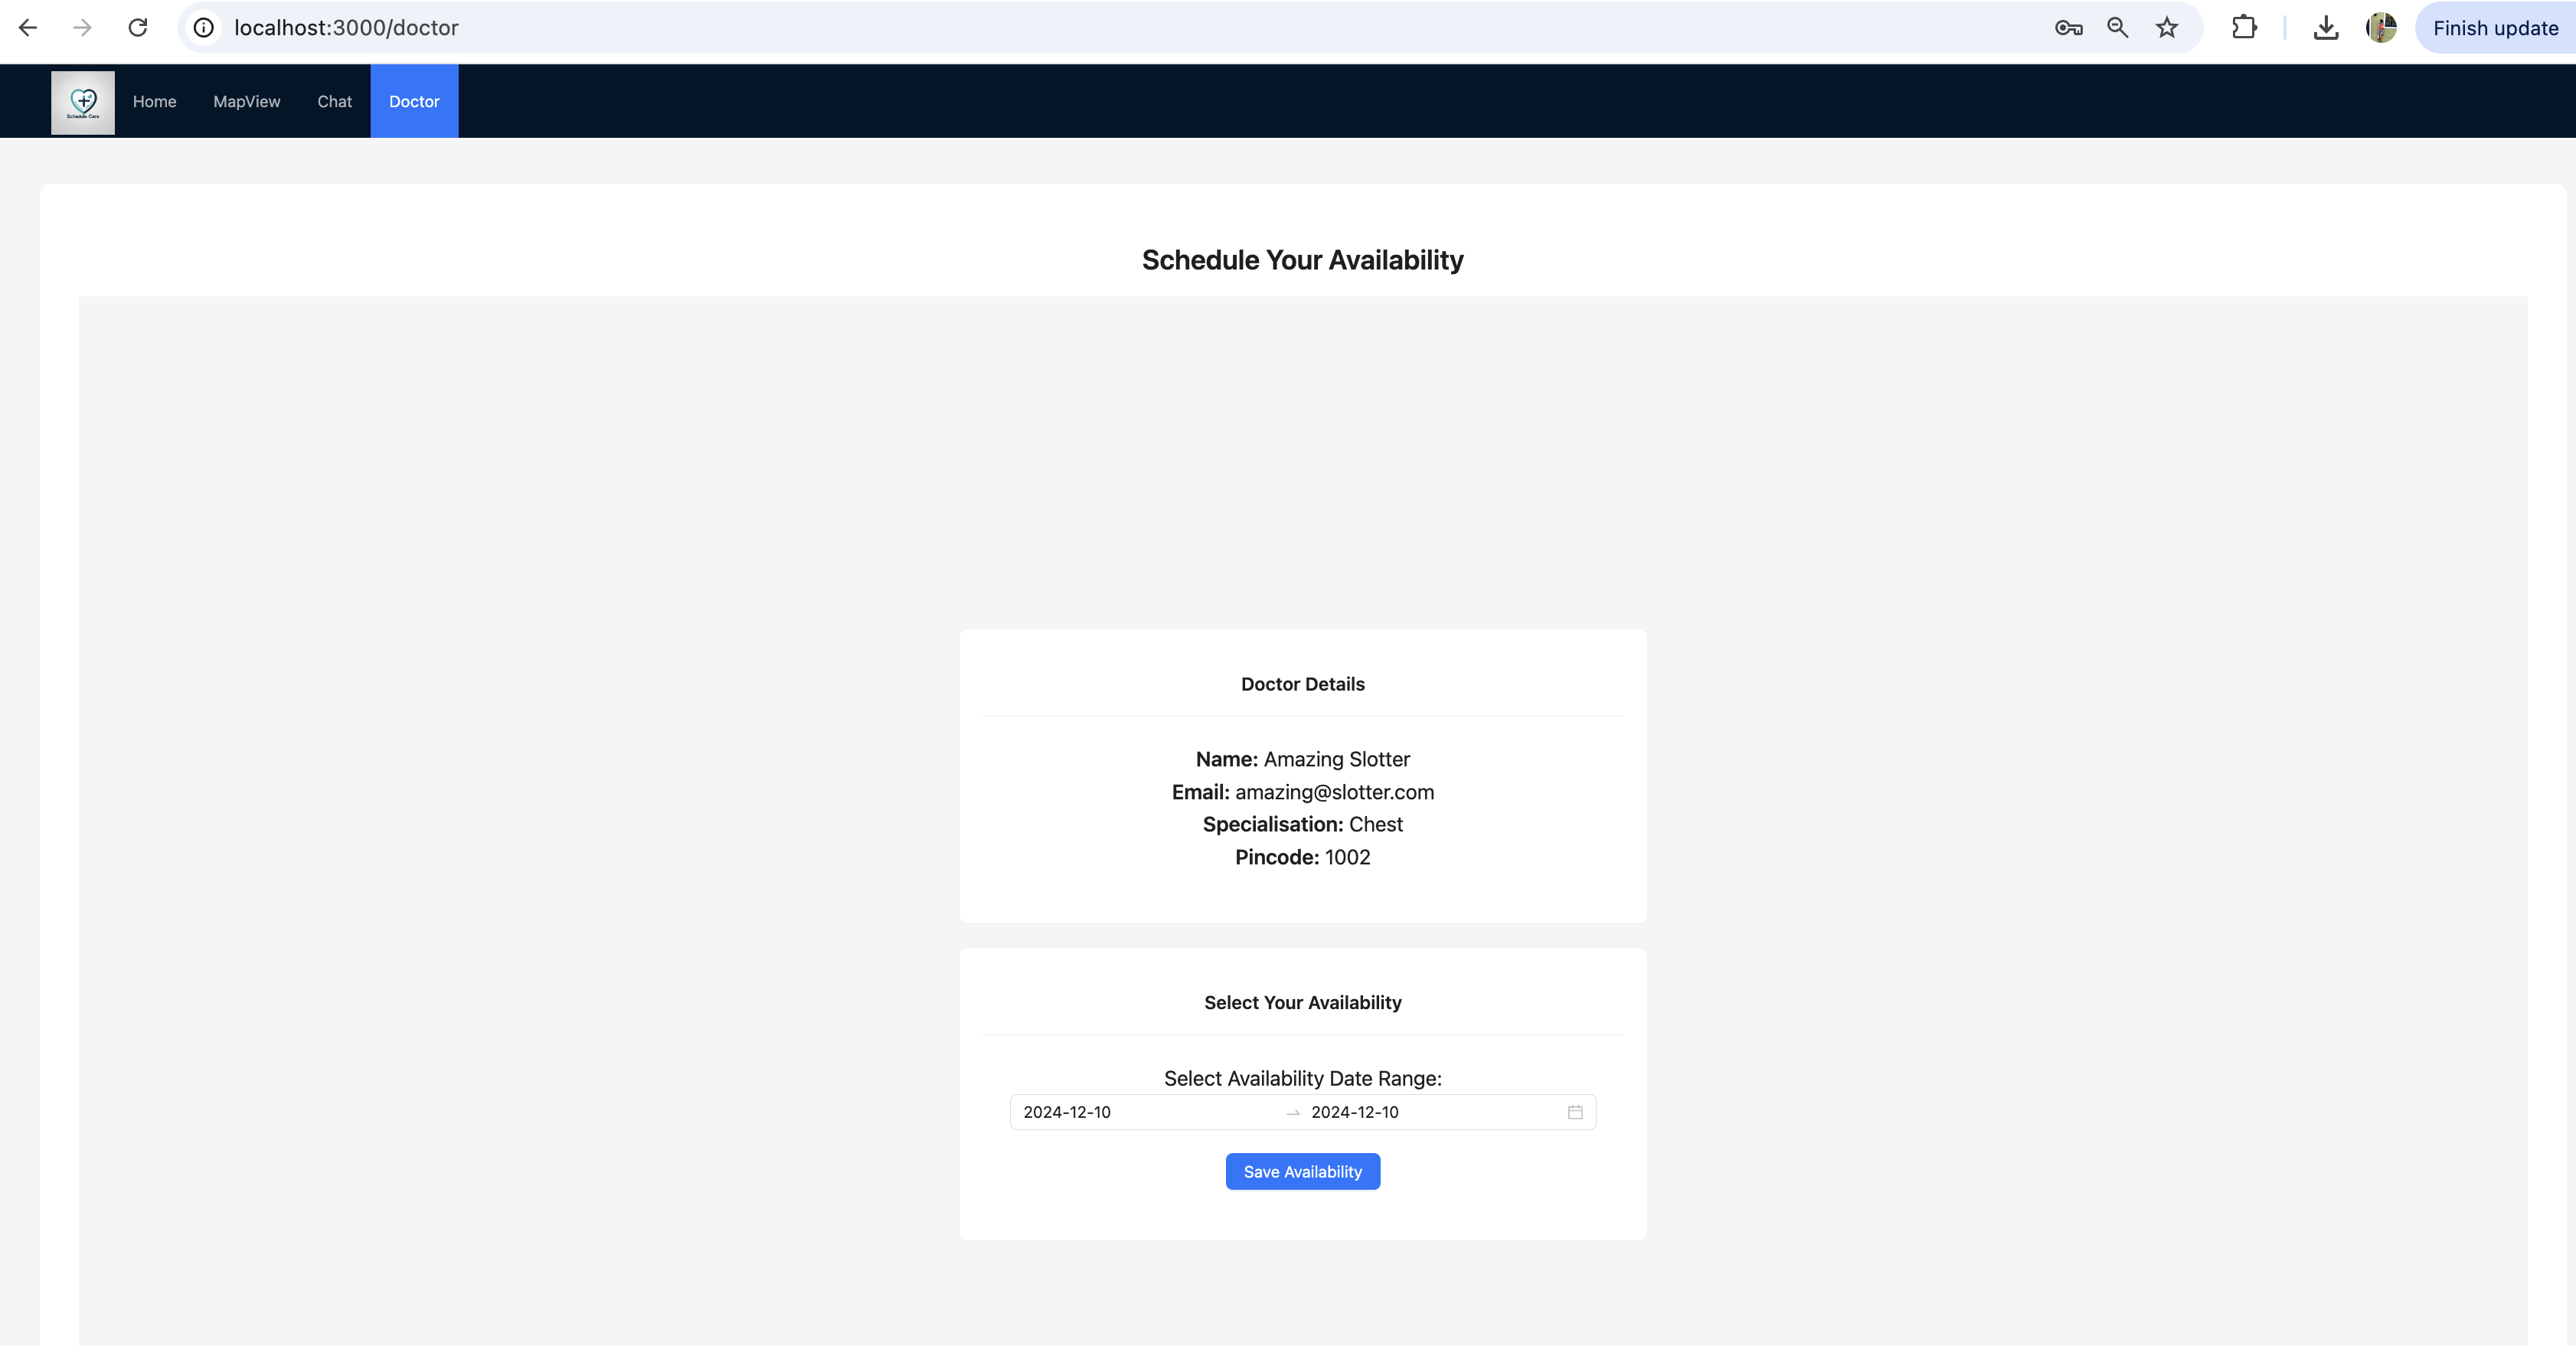 localhost:3000/doctor
Finish update
Schedule Care
Home
MapView
Chat
Doctor
Schedule Your Availability
Doctor Details
Name: Amazing Slotter
Email: amazing@slotter.com
Specialisation: Chest
Pincode: 1002
Select Your Availability
Select Availability Date Range:
2024-12-10 → 2024-12-10
Save Availability